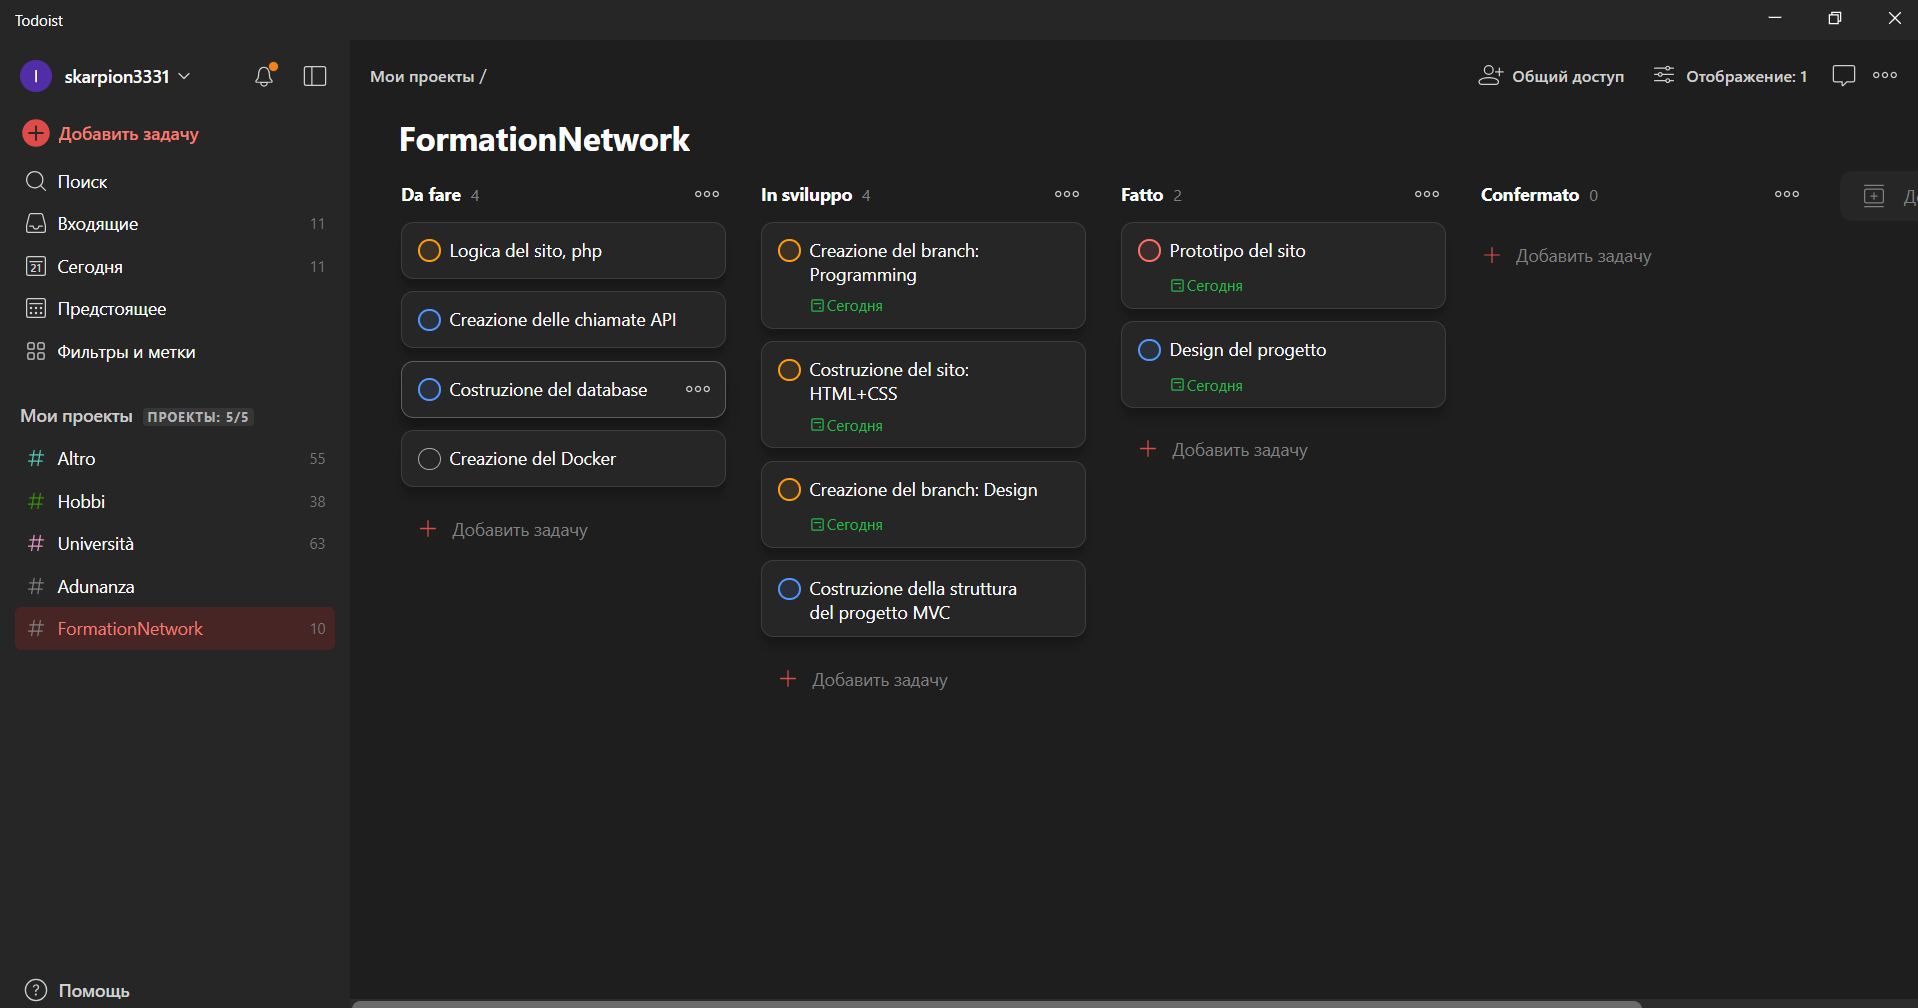 Todoist
I
skarpion3331
Добавить задачу
Поиск
Входящие 11
21
Сегодня 11
Предстоящее
Фильтры и метки
Мои проекты ПРОЕКТЫ: 5/5
# Altro 55
# Hobbi 38
# Università 63
# Adunanza
# FormationNetwork 10
? Помощь
Мои проекты /
Общий доступ
Отображение: 1
FormationNetwork
Da fare 4
Logica del sito, php
Creazione delle chiamate API
Costruzione del database
Creazione del Docker
+ Добавить задачу
In sviluppo 4
Creazione del branch:
Programming
Сегодня
Costruzione del sito:
HTML+CSS
Сегодня
Creazione del branch: Design
Сегодня
Costruzione della struttura
del progetto MVC
+ Добавить задачу
Fatto 2
Prototipo del sito
Сегодня
Design del progetto
Сегодня
+ Добавить задачу
Confermato 0
+ Добавить задачу